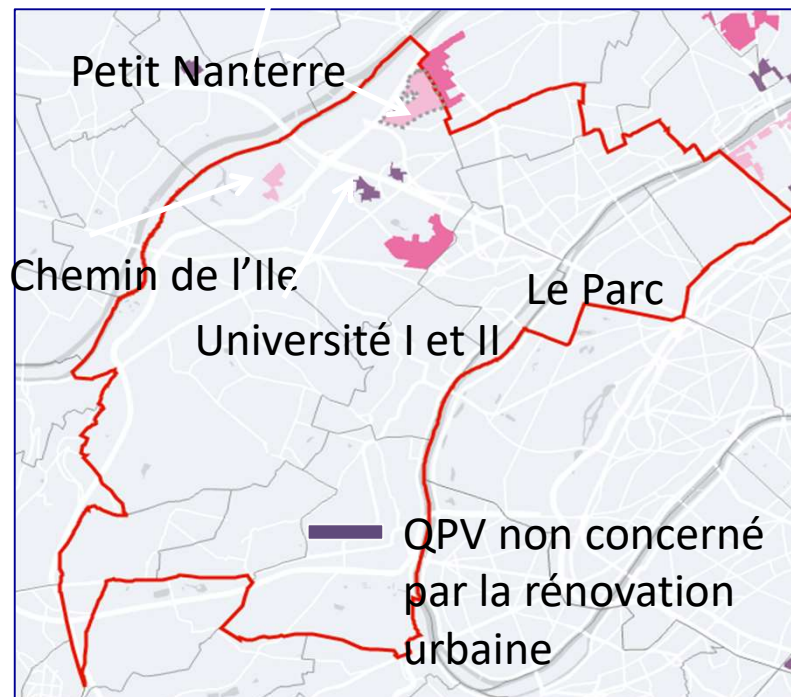 Petit Nanterre
Chemin de l'Ile
Le Parc
Université I et II
QPV non concerné
par la rénovation
urbaine